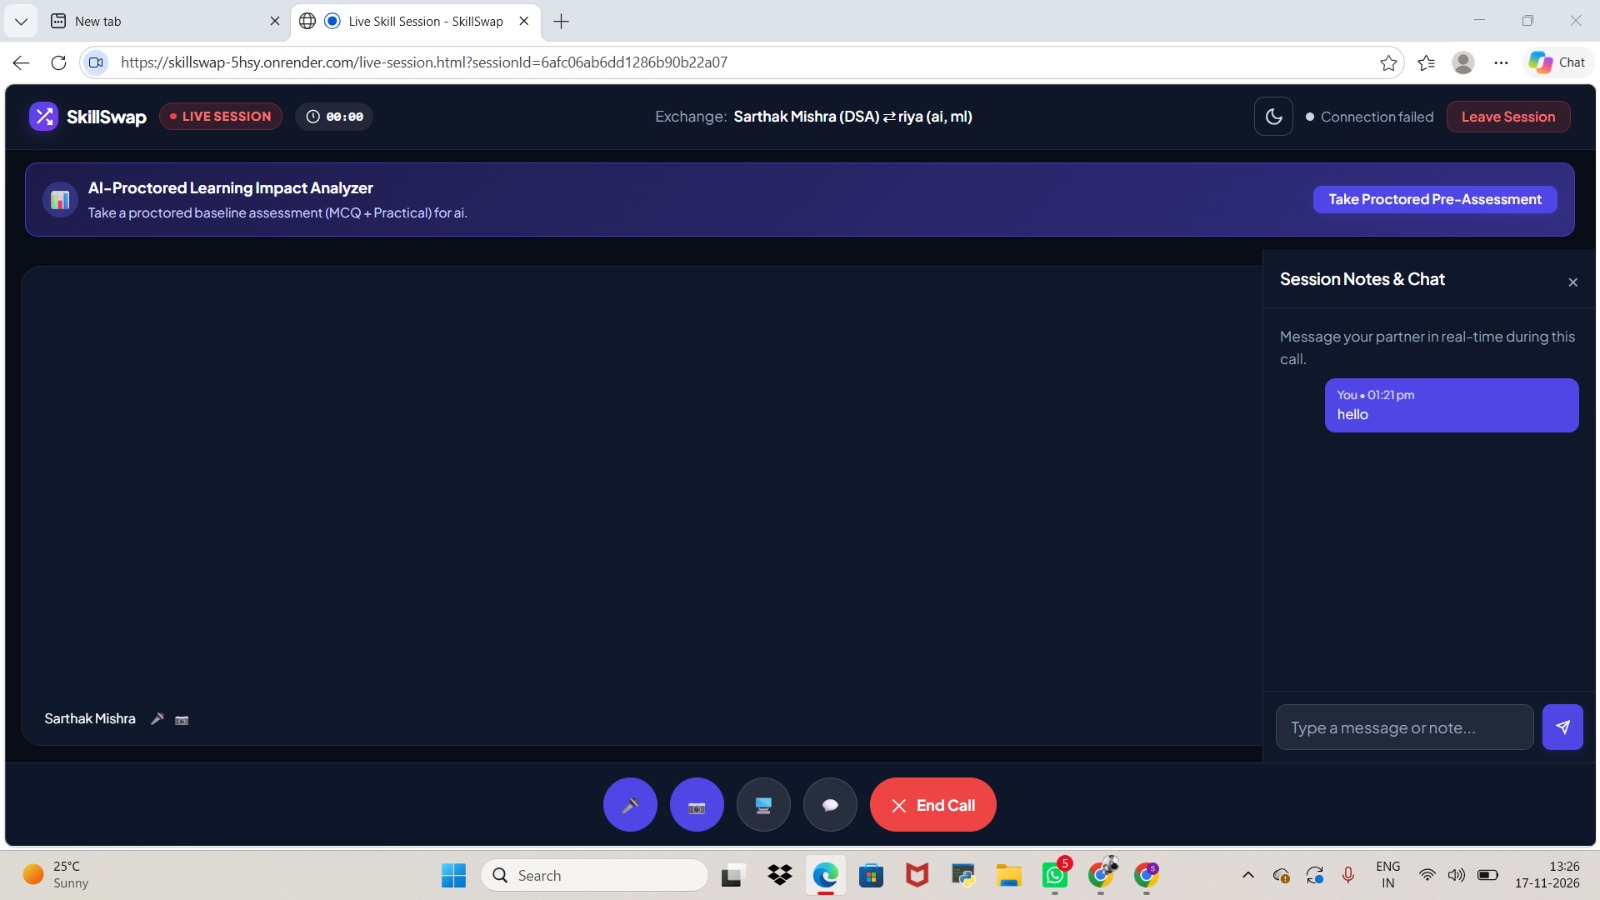 New tab
Live Skill Session - SkillSwap
https://skillswap-5hsy.onrender.com/live-session.html?sessionId=6afc06ab6dd1286b90b22a07
Chat
SkillSwap
LIVE SESSION
00:00
Exchange: Sarthak Mishra (DSA) ⇄ riya (ai, ml)
Connection failed
Leave Session
AI-Proctored Learning Impact Analyzer
Take a proctored baseline assessment (MCQ + Practical) for ai.
Take Proctored Pre-Assessment
Session Notes & Chat
Message your partner in real-time during this
call.
You • 01:21 pm
hello
Sarthak Mishra
Type a message or note...
End Call
25°C
Sunny
Search
5
ENG
IN
13:26
17-11-2026